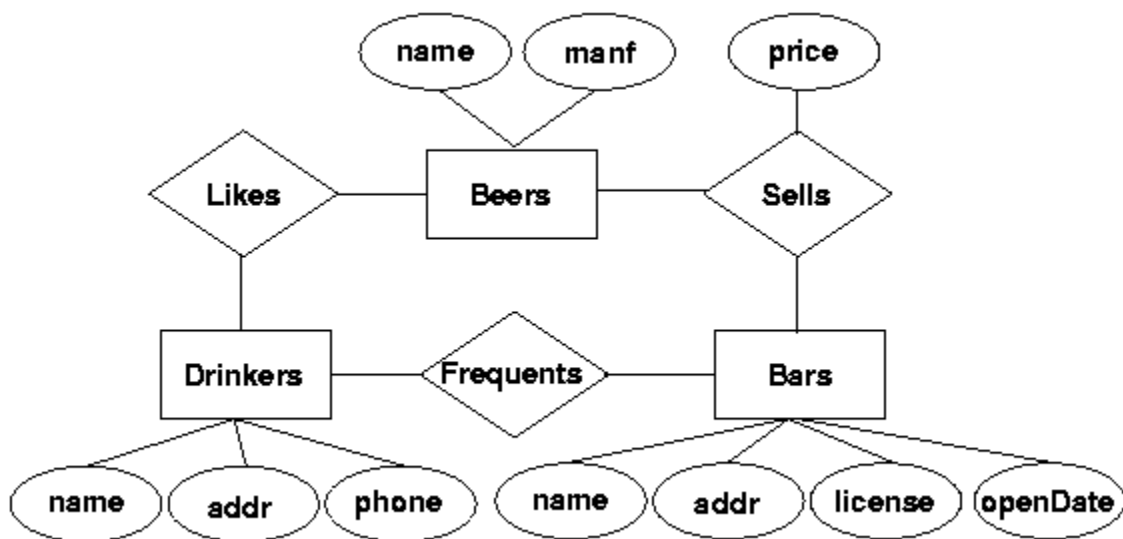 name manf price
Likes Beers Sells
Drinkers Frequents Bars
name addr phone name addr license openDate